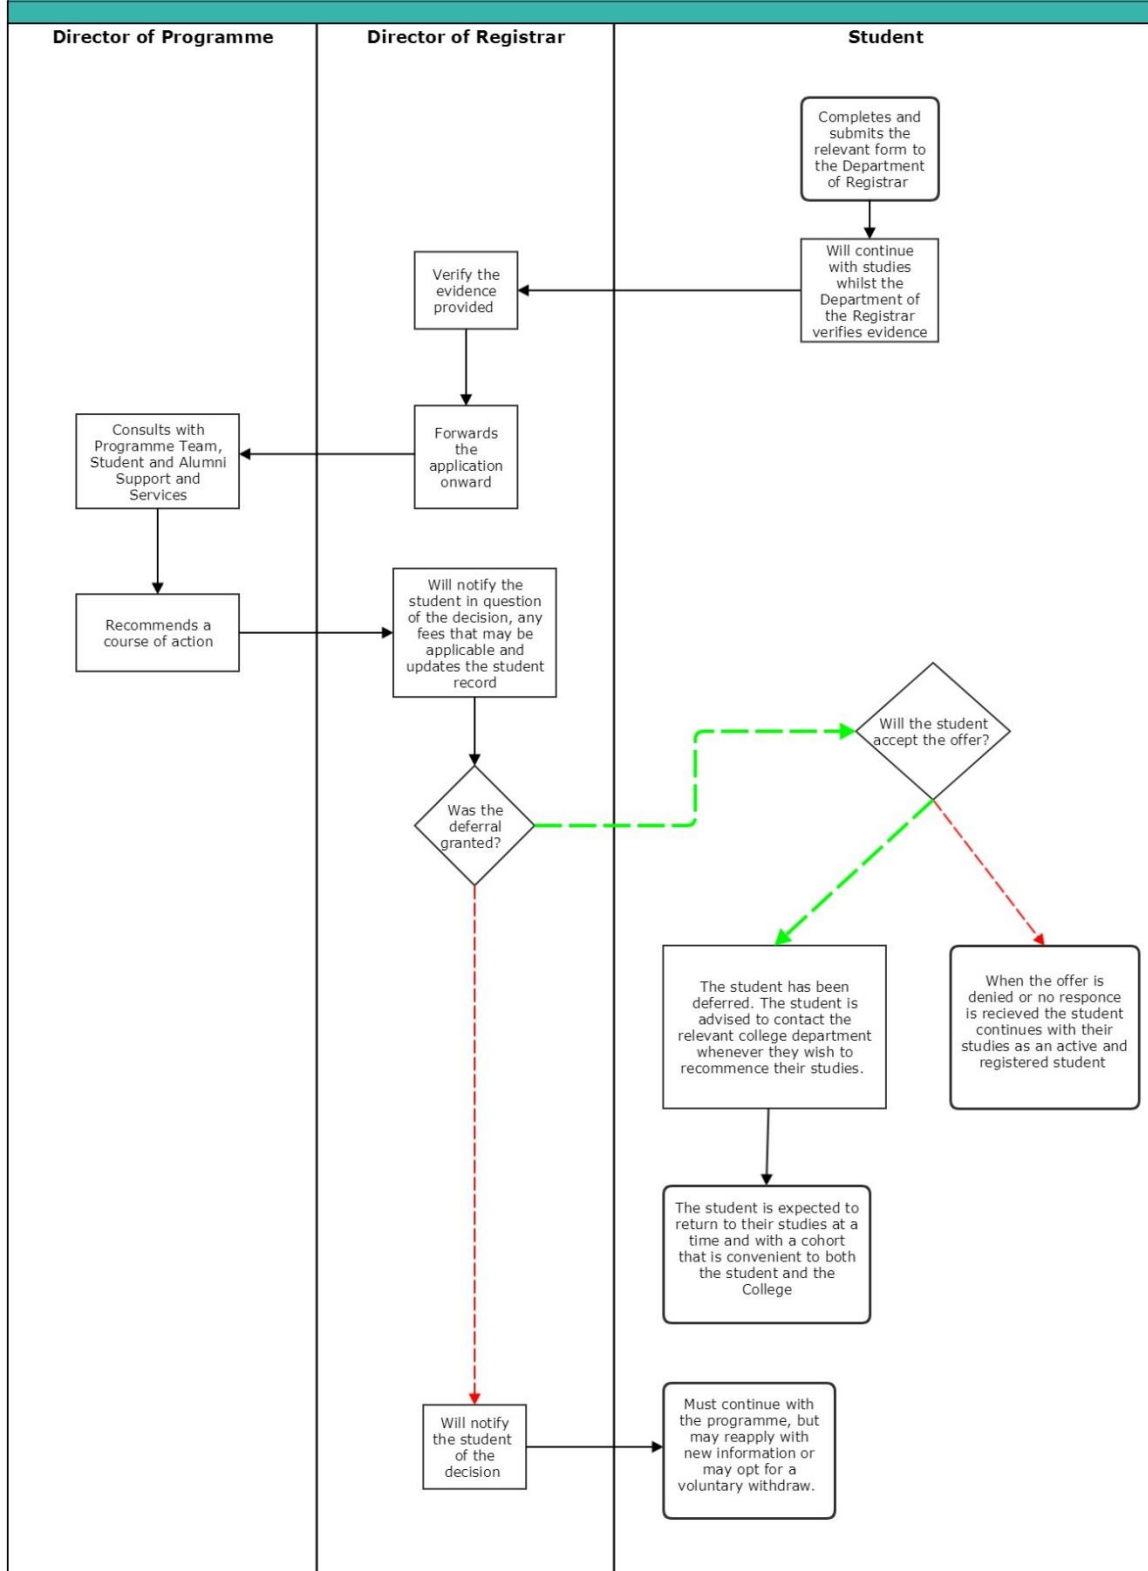 Director of Programme
Director of Registrar
Student
Completes and
submits the
relevant form to
the Department
of Registrar
Will continue
with studies
whilst the
Department of
the Registrar
verifies evidence
Verify the
evidence
provided
Forwards
the
application
onward
Consults with
Programme Team,
Student and Alumni
Support and
Services
Recommends a
course of action
Will notify the
student in question
of the decision, any
fees that may be
applicable and
updates the student
record
Was the
deferral
granted?
Will the student
accept the offer?
The student has been
deferred. The student is
advised to contact the
relevant college department
whenever they wish to
recommence their studies.
When the offer is
denied or no responce
is recieved the student
continues with their
studies as an active and
registered student
The student is expected to
return to their studies at a
time and with a cohort
that is convenient to both
the student and the
College
Will notify
the student
of the
decision
Must continue with
the programme, but
may reapply with
new information or
may opt for a
voluntary withdraw.